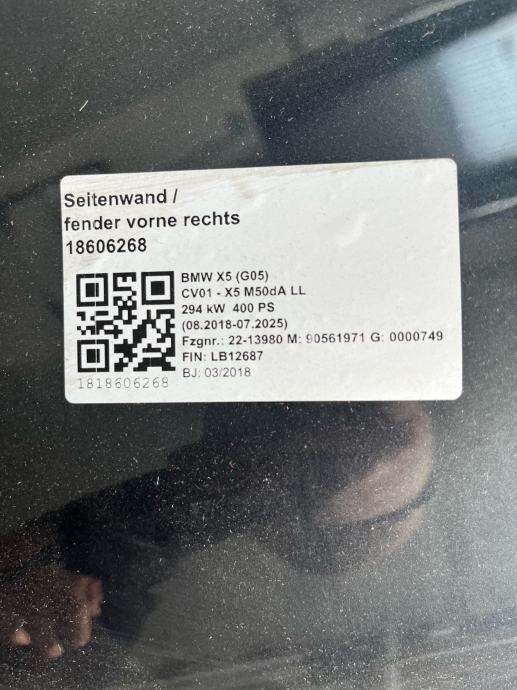 Seitenwand /
fender vorne rechts
18606268
BMW X5 (G05)
CV01 - X5 M50dA LL
294 kW 400 PS
(08.2018-07.2025)
Fzgnr.: 22-13980 M: 90561971 G: 0000749
FIN: LB12687
BJ: 03/2018
1818606268